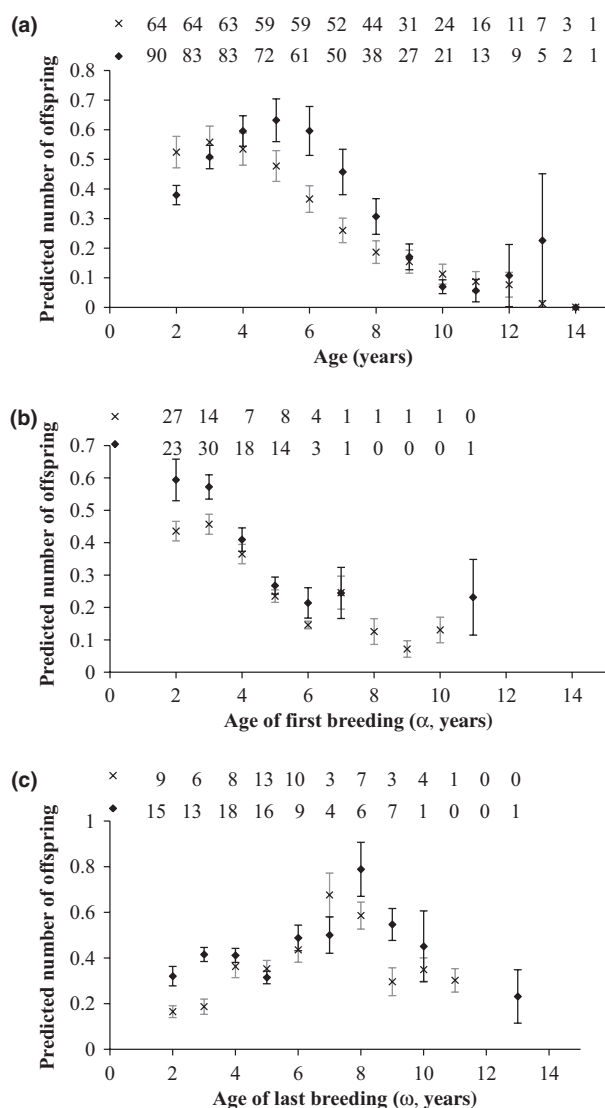 (a) × 64 64 63 59 59 52 44 31 24 16 11 7 3 1
◆ 90 83 83 72 61 50 38 27 21 13 9 5 2 1
0.8
0.7
0.6
0.5
0.4
0.3
0.2
0.1
0
Predicted number of offspring
0 2 4 6 8 10 12 14
Age (years)
(b) × 27 14 7 8 4 1 1 1 1 0
◆ 23 30 18 14 3 1 0 0 0 1
0.7
0.6
0.5
0.4
0.3
0.2
0.1
0
Predicted number of offspring
0 2 4 6 8 10 12 14
Age of first breeding (α, years)
(c) × 9 6 8 13 10 3 7 3 4 1 0 0
◆ 15 13 18 16 9 4 6 7 1 0 0 1
1
0.8
0.6
0.4
0.2
0
Predicted number of offspring
0 2 4 6 8 10 12 14
Age of last breeding (ω, years)